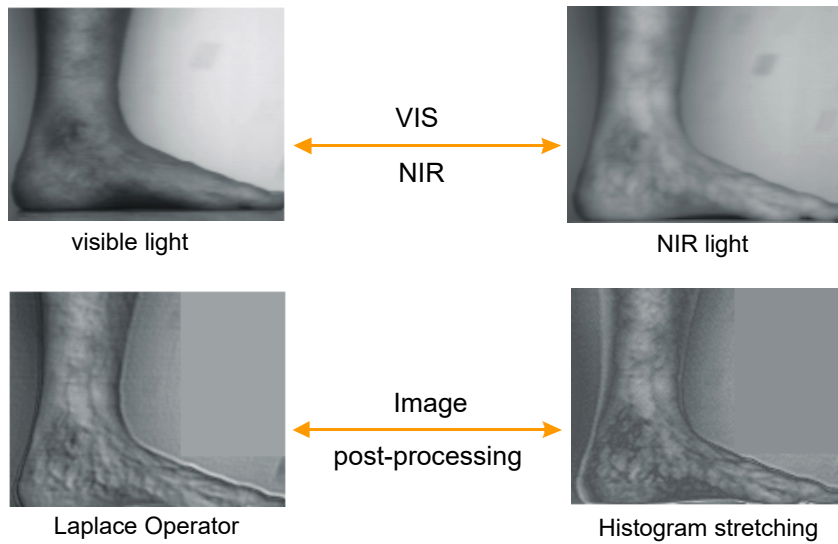 VIS
NIR
visible light
NIR light
Image
post-processing
Laplace Operator
Histogram stretching